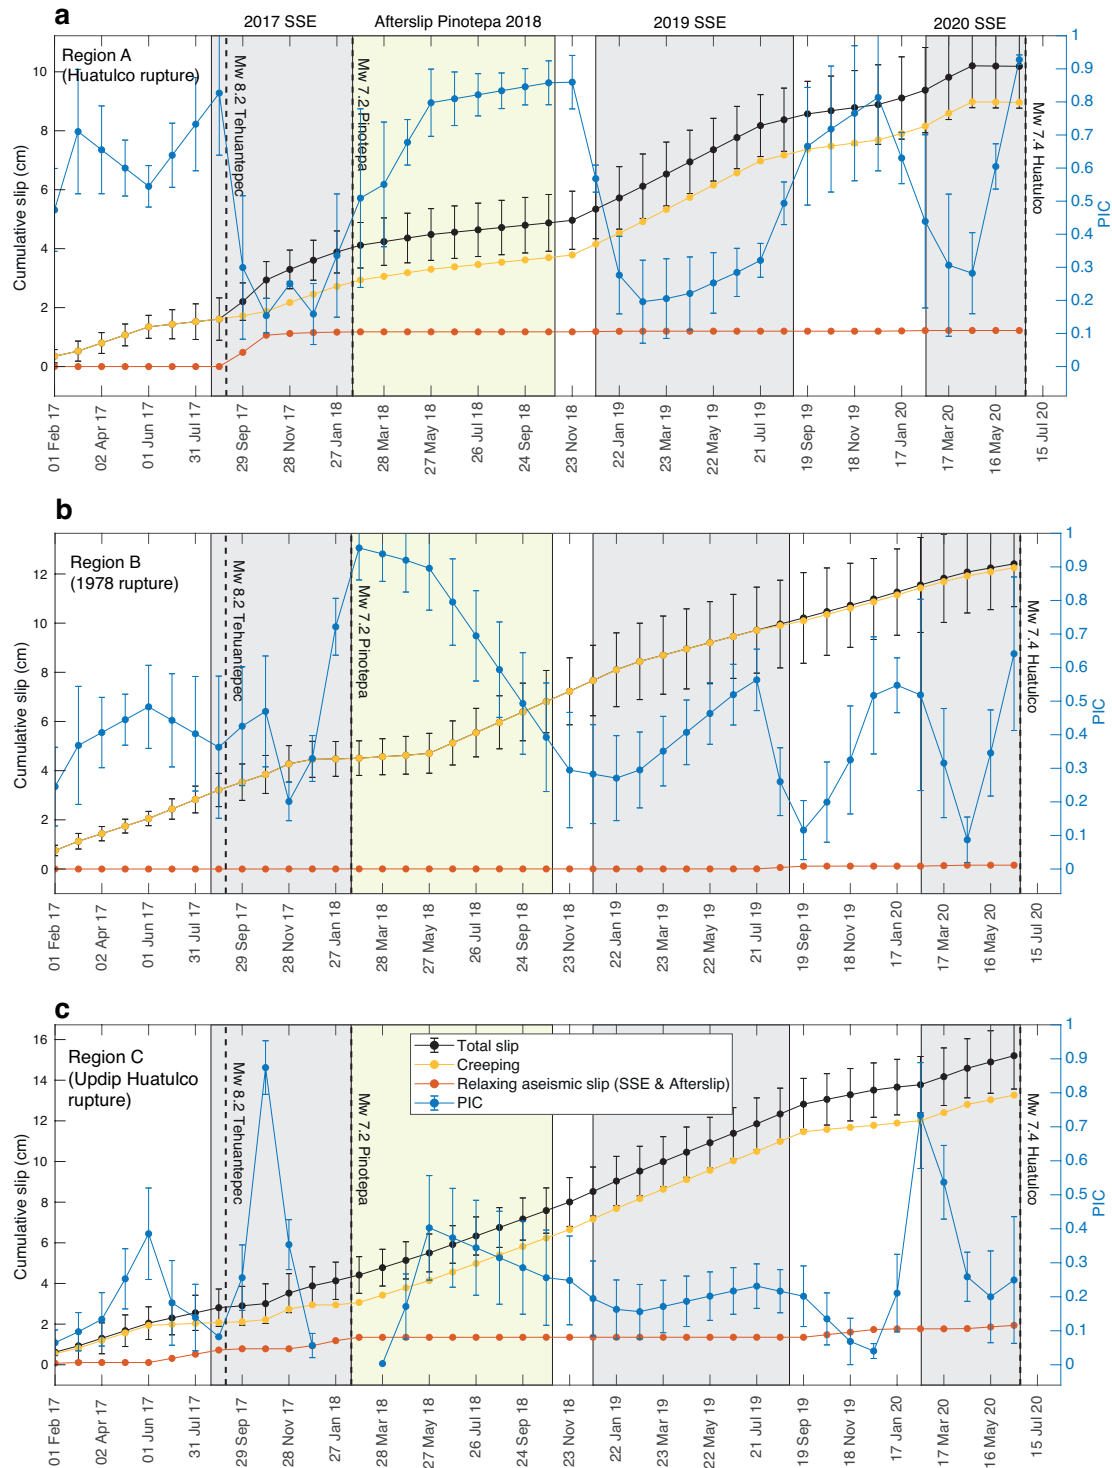 a
2017 SSE
Afterslip Pinotepa 2018
2019 SSE
2020 SSE
Region A
(Huatulco rupture)
Mw 8.2 Tehuantepec
Mw 7.2 Pinotepa
Mw 7.4 Huatulco
Cumulative slip (cm)
10
8
6
4
2
0
PIC
1
0.9
0.8
0.7
0.6
0.5
0.4
0.3
0.2
0.1
0
01 Feb 17
02 Apr 17
01 Jun 17
31 Jul 17
29 Sep 17
28 Nov 17
27 Jan 18
28 Mar 18
27 May 18
26 Jul 18
24 Sep 18
23 Nov 18
22 Jan 19
23 Mar 19
22 May 19
21 Jul 19
19 Sep 19
18 Nov 19
17 Jan 20
17 Mar 20
16 May 20
15 Jul 20
b
Region B
(1978 rupture)
Mw 8.2 Tehuantepec
Mw 7.2 Pinotepa
Mw 7.4 Huatulco
Cumulative slip (cm)
12
10
8
6
4
2
0
PIC
1
0.9
0.8
0.7
0.6
0.5
0.4
0.3
0.2
0.1
0
01 Feb 17
02 Apr 17
01 Jun 17
31 Jul 17
29 Sep 17
28 Nov 17
27 Jan 18
28 Mar 18
27 May 18
26 Jul 18
24 Sep 18
23 Nov 18
22 Jan 19
23 Mar 19
22 May 19
21 Jul 19
19 Sep 19
18 Nov 19
17 Jan 20
17 Mar 20
16 May 20
15 Jul 20
c
Region C
(Updip Huatulco
rupture)
Mw 8.2 Tehuantepec
Mw 7.2 Pinotepa
Total slip
Creeping
Relaxing aseismic slip (SSE & Afterslip)
PIC
Mw 7.4 Huatulco
Cumulative slip (cm)
16
14
12
10
8
6
4
2
0
PIC
1
0.9
0.8
0.7
0.6
0.5
0.4
0.3
0.2
0.1
0
01 Feb 17
02 Apr 17
01 Jun 17
31 Jul 17
29 Sep 17
28 Nov 17
27 Jan 18
28 Mar 18
27 May 18
26 Jul 18
24 Sep 18
23 Nov 18
22 Jan 19
23 Mar 19
22 May 19
21 Jul 19
19 Sep 19
18 Nov 19
17 Jan 20
17 Mar 20
16 May 20
15 Jul 20